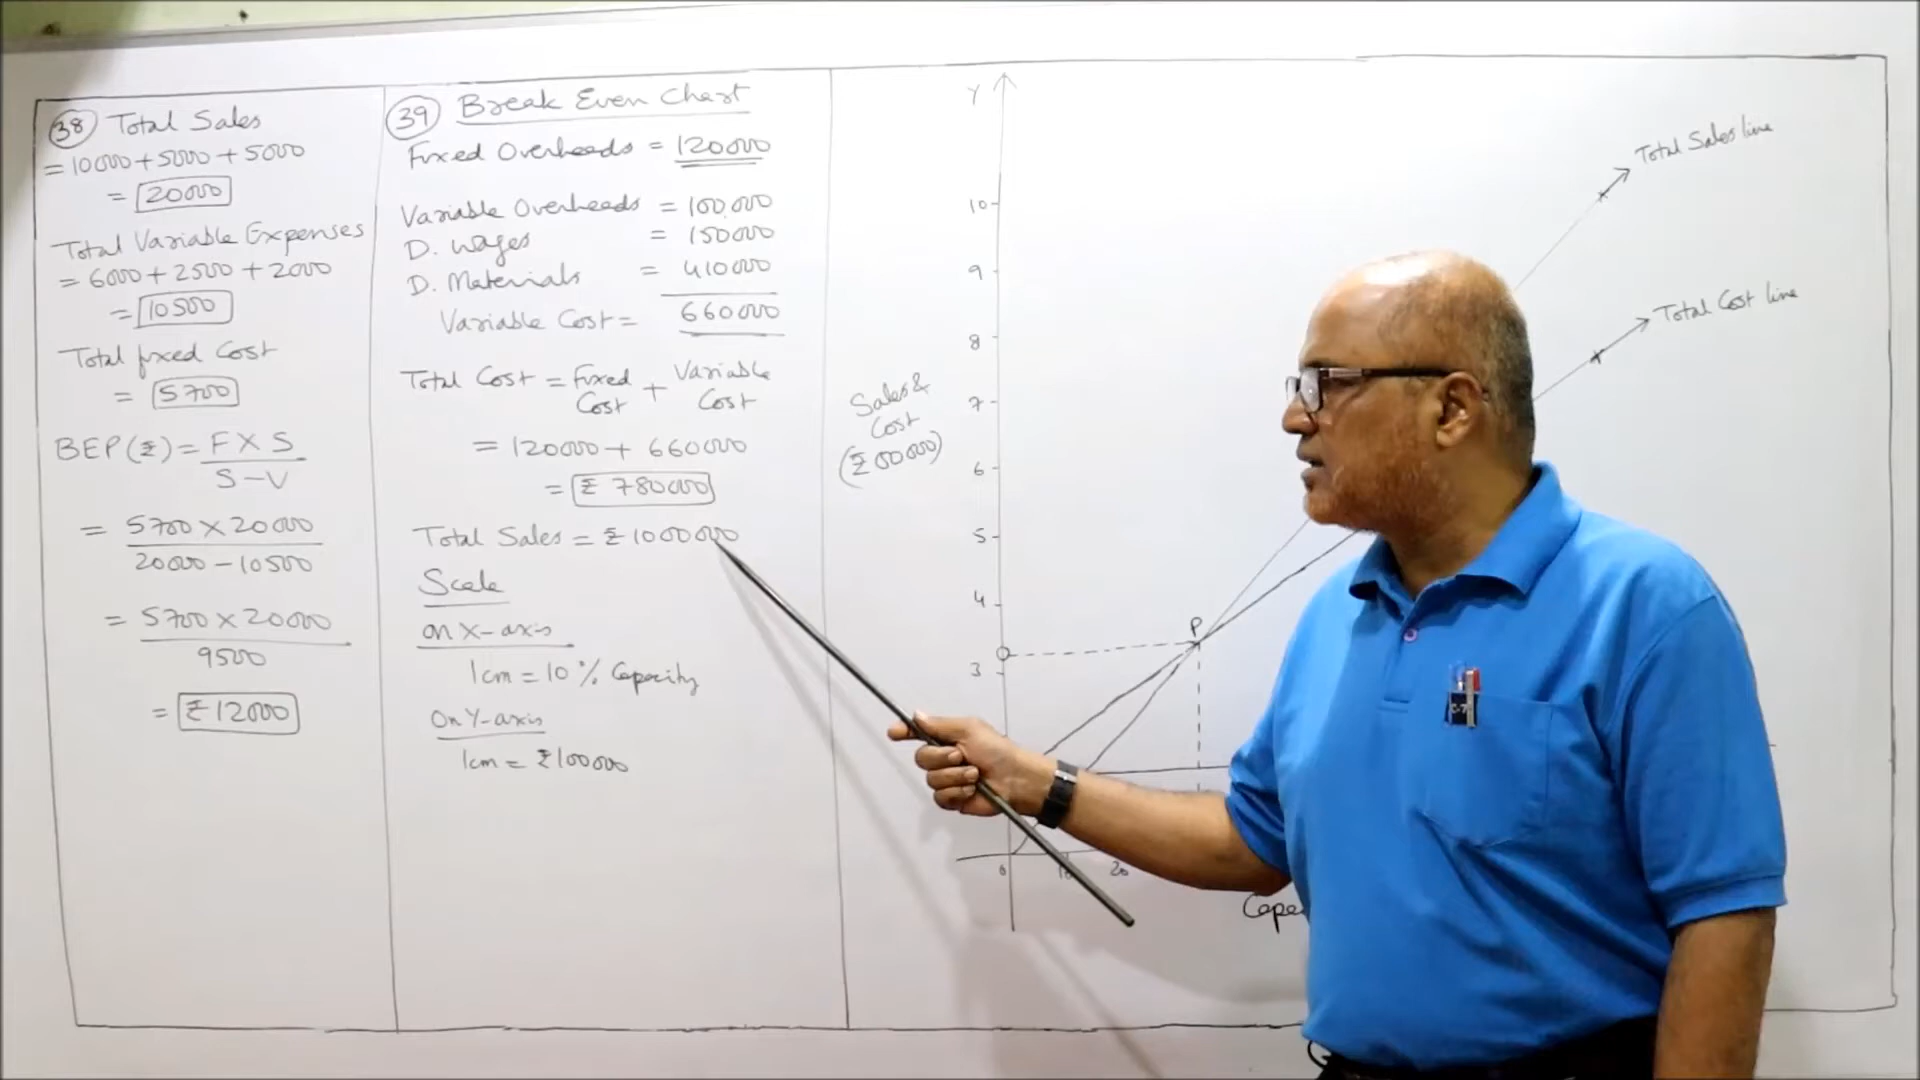 38 Total Sales
= 10000 + 5000 + 5000
= 20000
Total Variable Expenses
= 6000 + 2500 + 2000
= 10500
Total fixed Cost
= 5700
BEP (₹) = F X S
S - V
= 5700 X 20000
20000 - 10500
= 5700 X 20000
9500
= ₹ 12000
39 Break Even Chart
Fixed Overheads = 120000
Variable Overheads = 100000
D. Wages = 150000
D. Materials = 410000
Variable Cost = 660000
Total Cost = Fixed Cost + Variable Cost
= 120000 + 660000
= ₹ 780000
Total Sales = ₹ 1000000
Scale
On X-axis
1cm = 10% Capacity
On Y-axis
1cm = ₹100000
Y
Total Sales line
10
9
Total Cost line
8
Sales & Cost
7
(₹ 00000)
6
5
4
P
3
0 10 20
C-7